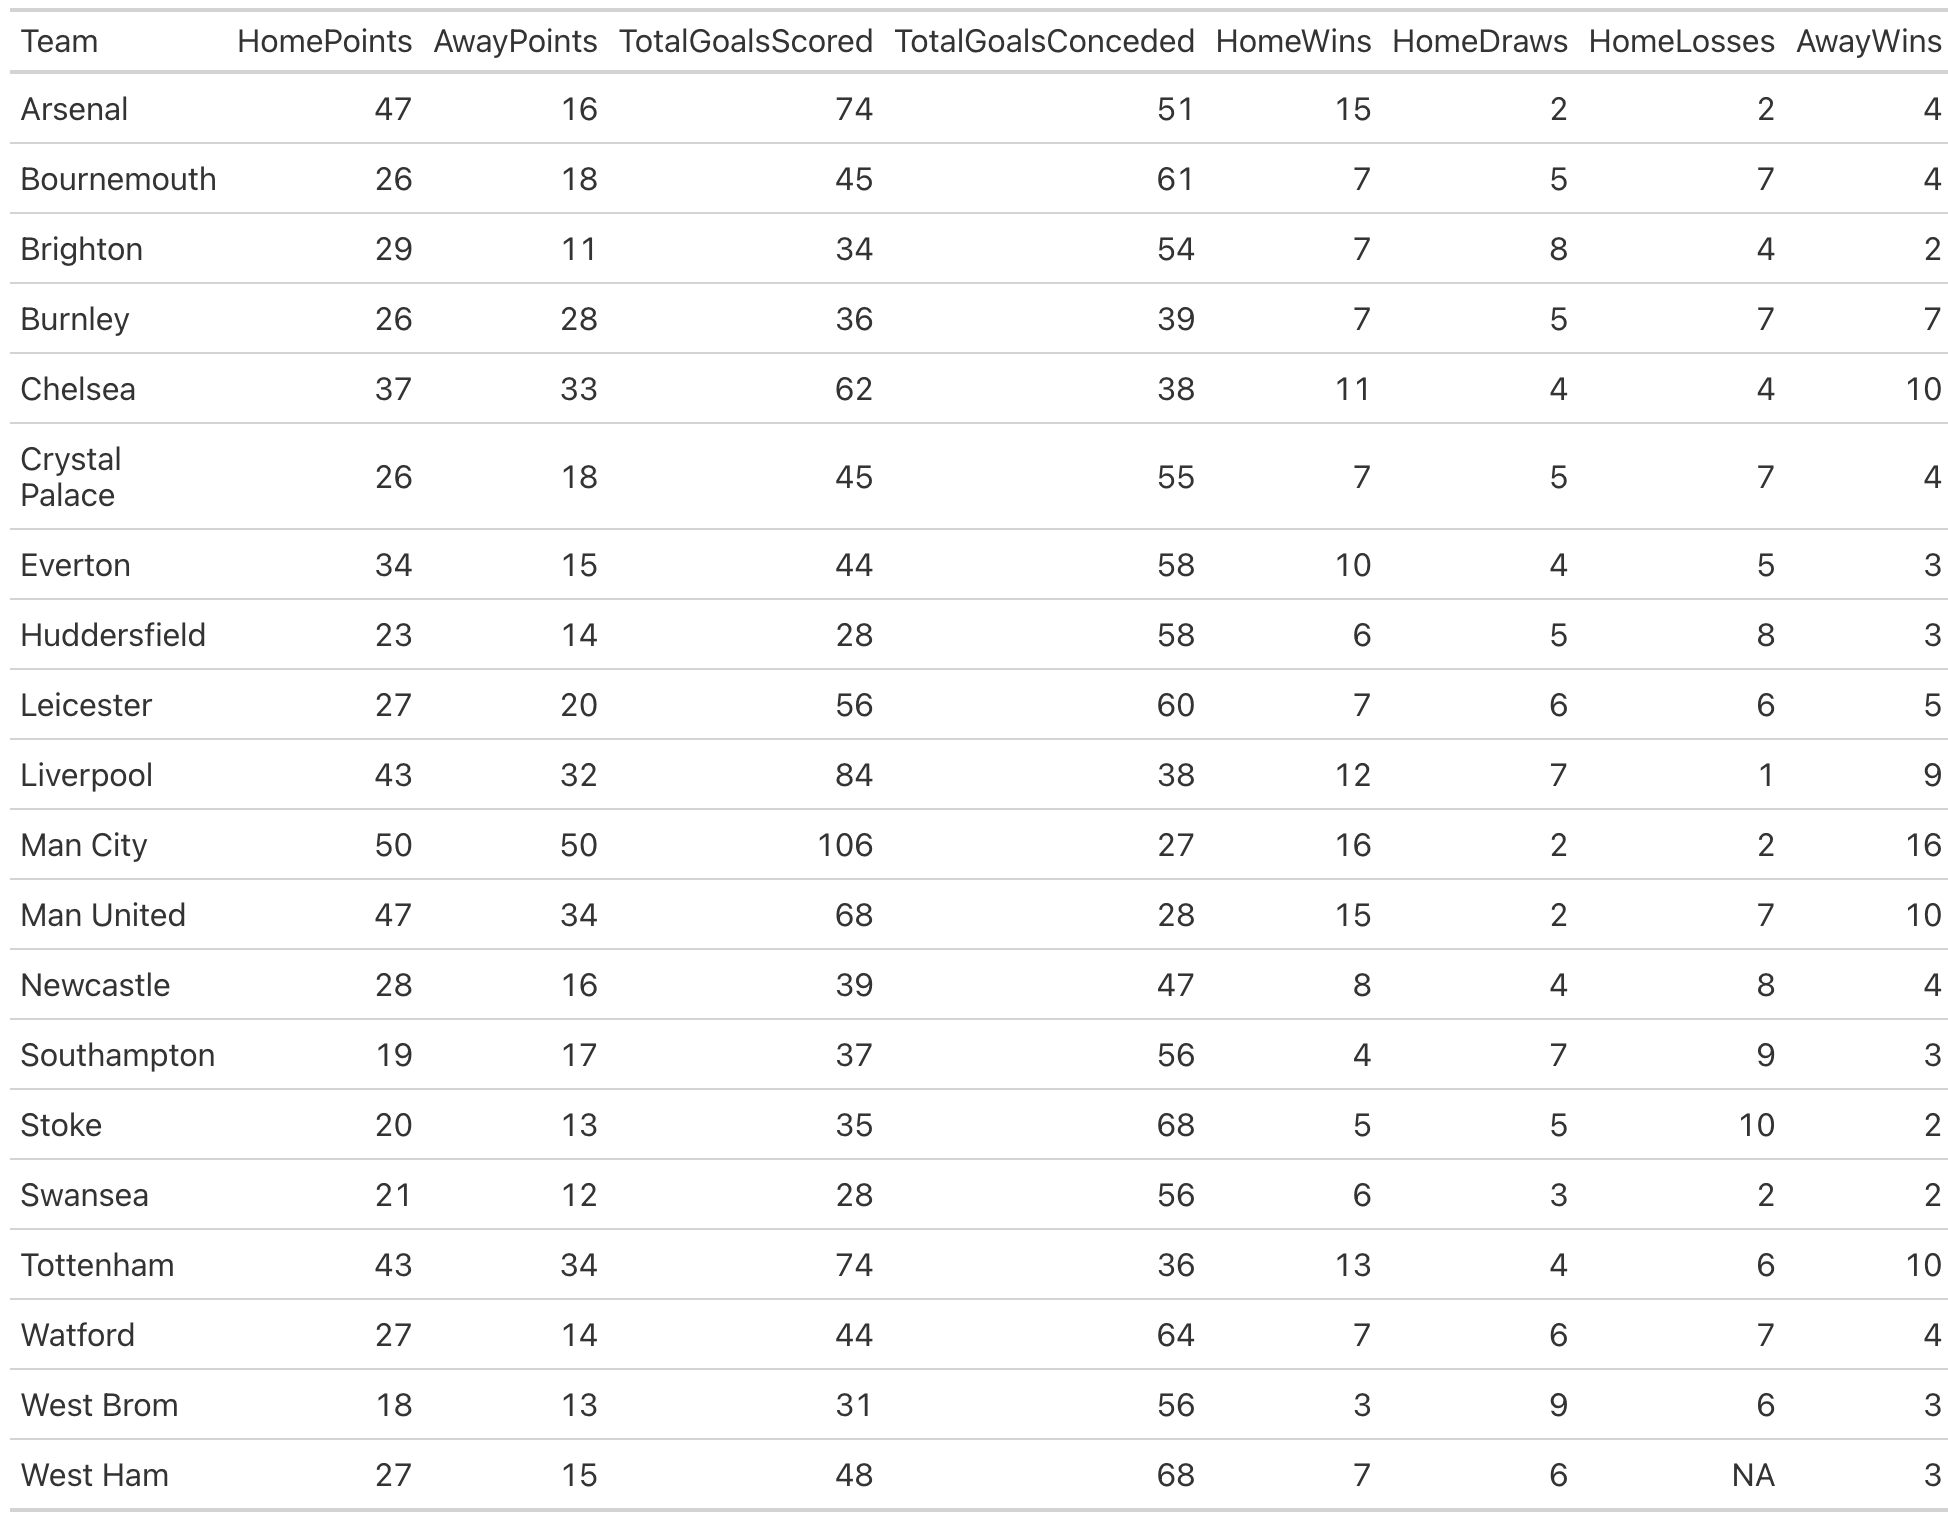 Team HomePoints AwayPoints TotalGoalsScored TotalGoalsConceded HomeWins HomeDraws HomeLosses AwayWins
Arsenal 47 16 74 51 15 2 2 4
Bournemouth 26 18 45 61 7 5 7 4
Brighton 29 11 34 54 7 8 4 2
Burnley 26 28 36 39 7 5 7 7
Chelsea 37 33 62 38 11 4 4 10
Crystal
Palace 26 18 45 55 7 5 7 4
Everton 34 15 44 58 10 4 5 3
Huddersfield 23 14 28 58 6 5 8 3
Leicester 27 20 56 60 7 6 6 5
Liverpool 43 32 84 38 12 7 1 9
Man City 50 50 106 27 16 2 2 16
Man United 47 34 68 28 15 2 7 10
Newcastle 28 16 39 47 8 4 8 4
Southampton 19 17 37 56 4 7 9 3
Stoke 20 13 35 68 5 5 10 2
Swansea 21 12 28 56 6 3 2 2
Tottenham 43 34 74 36 13 4 6 10
Watford 27 14 44 64 7 6 7 4
West Brom 18 13 31 56 3 9 6 3
West Ham 27 15 48 68 7 6 NA 3